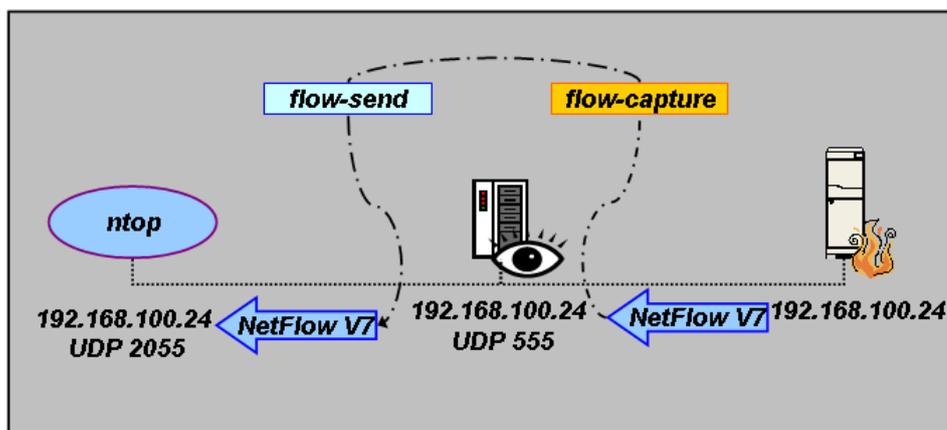 flow-send
flow-capture
ntop
192.168.100.24
UDP 2055
NetFlow V7
192.168.100.24
UDP 555
NetFlow V7
192.168.100.24